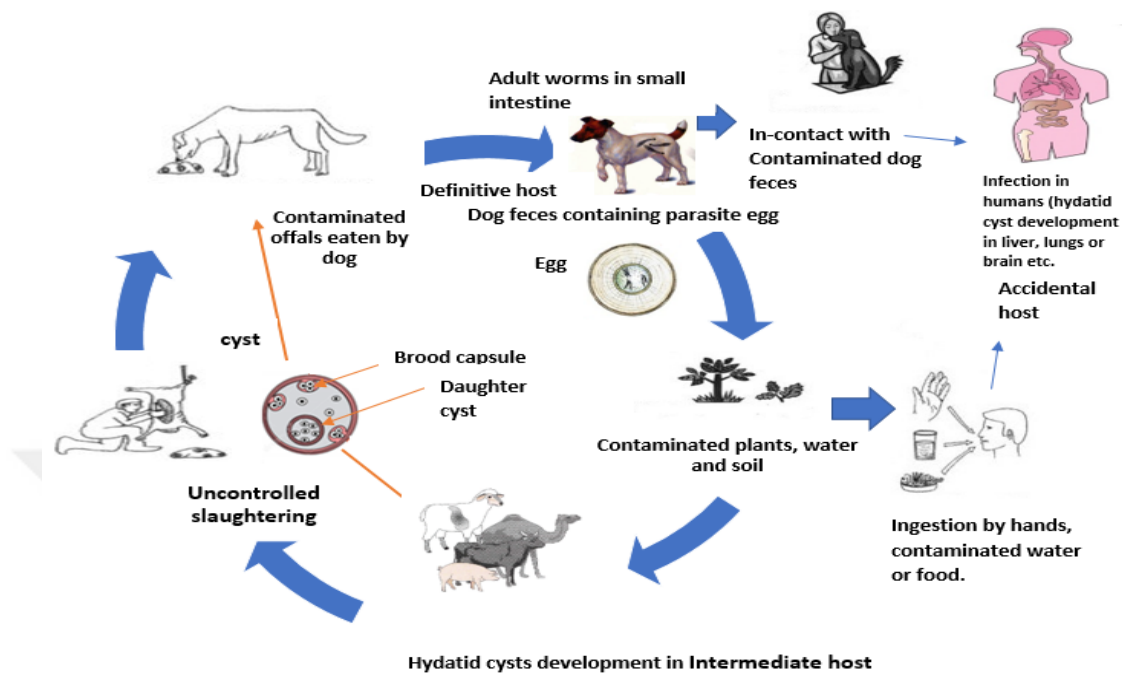 Adult worms in small
intestine
In-contact with
Contaminated dog
feces
Definitive host
Dog feces containing parasite egg
Contaminated
offals eaten by
dog
Infection in
humans (hydatid
cyst development
in liver, lungs or
brain etc.
Accidental
host
Egg
cyst
Brood capsule
Daughter
cyst
Contaminated plants, water
and soil
Uncontrolled
slaughtering
Ingestion by hands,
contaminated water
or food.
Hydatid cysts development in Intermediate host